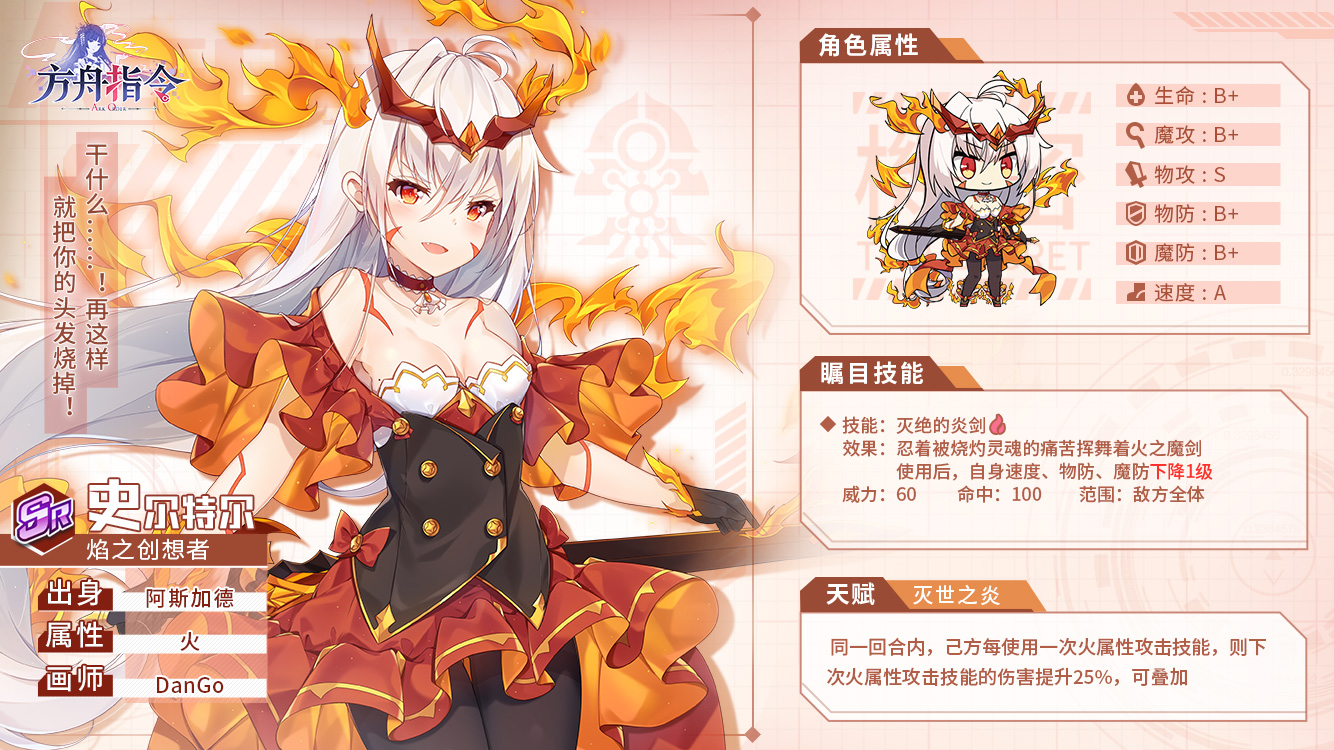 方舟指令
ARK ORDER
干什么……！再这样
就把你的头发烧掉！
SR
史尔特尔
焰之创想者
出身 阿斯加德
属性 火
画师 DanGo
角色属性
生命：B+
魔攻：B+
物攻：S
物防：B+
魔防：B+
速度：A
瞩目技能
◆ 技能：灭绝的炎剑
效果：忍着被烧灼灵魂的痛苦挥舞着火之魔剑
使用后，自身速度、物防、魔防下降1级
威力：60 命中：100 范围：敌方全体
天赋 灭世之炎
同一回合内，己方每使用一次火属性攻击技能，则下
次火属性攻击技能的伤害提升25%，可叠加